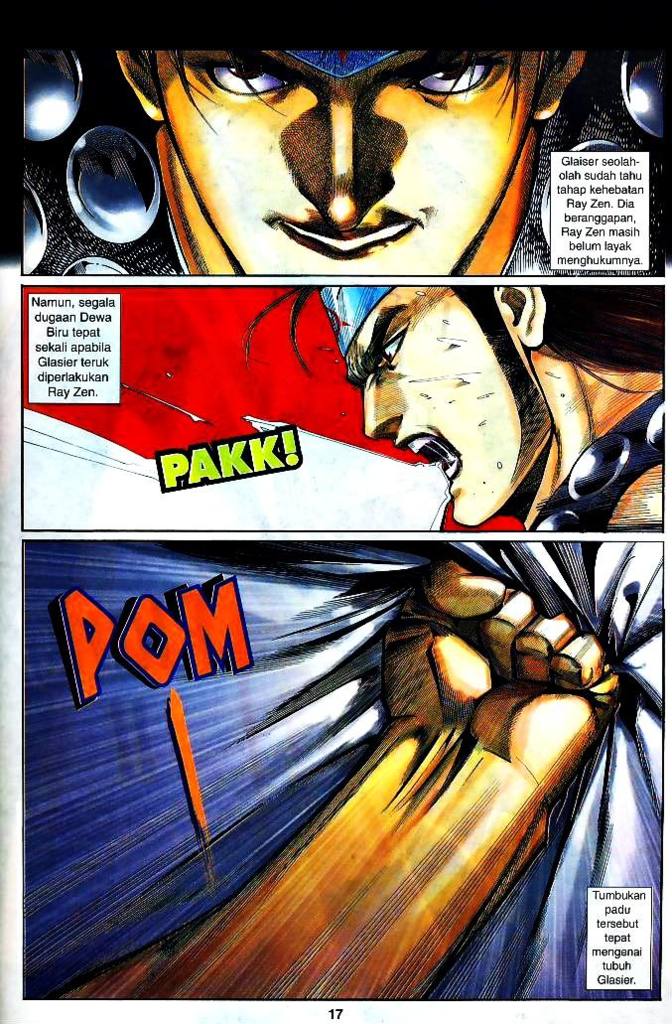 Glaiser seolah-
olah sudah tahu
tahap kehebatan
Ray Zen. Dia
beranggapan,
Ray Zen masih
belum layak
menghukumnya.
Namun, segala
dugaan Dewa
Biru tepat
sekali apabila
Glasier teruk
diperlakukan
Ray Zen.
PAKK!
POM
!
Tumbukan
padu
tersebut
tepat
mengenai
tubuh
Glasier.
17